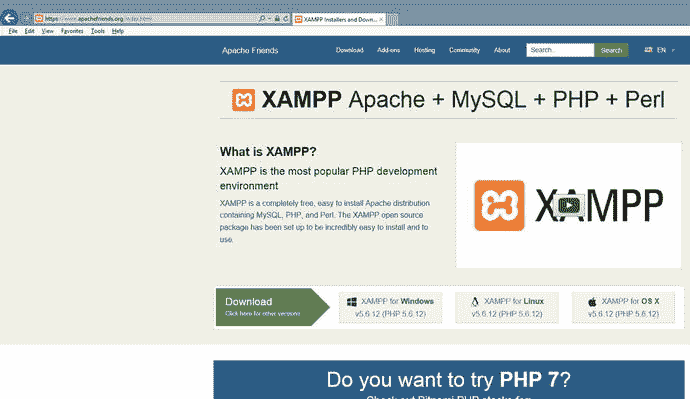 https://www.apachefriends.org/index.html
XAMPP Installers and Down...
File Edit View Favorites Tools Help
Apache Friends Download Add-ons Hosting Community About Search... Search EN
XAMPP Apache + MySQL + PHP + Perl
What is XAMPP?
XAMPP is the most popular PHP development
environment
XAMPP is a completely free, easy to install Apache distribution
containing MySQL, PHP, and Perl. The XAMPP open source
package has been set up to be incredibly easy to install and to
use.
XAMPP
Download
Click here for other versions
XAMPP for Windows
v5.6.12 (PHP 5.6.12)
XAMPP for Linux
v5.6.12 (PHP 5.6.12)
XAMPP for OS X
v5.6.12 (PHP 5.6.12)
Do you want to try PHP 7?
Check out Bitnami PHP stacks for